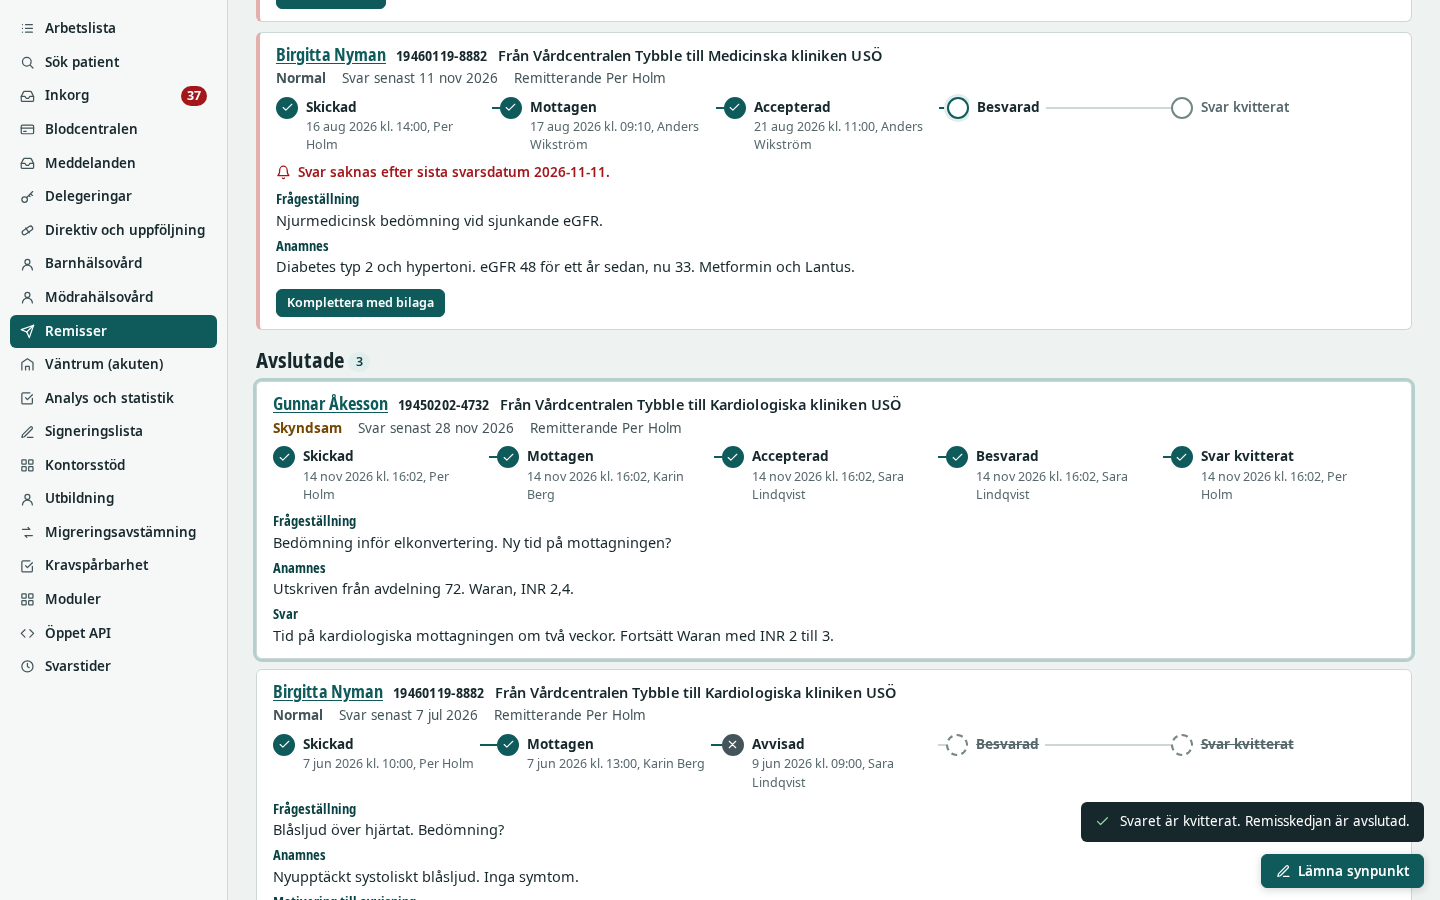 Arbetslista
Sök patient
Inkorg 37
Blodcentralen
Meddelanden
Delegeringar
Direktiv och uppföljning
Barnhälsovård
Mödrahälsovård
Remisser
Väntrum (akuten)
Analys och statistik
Signeringslista
Kontorsstöd
Utbildning
Migreringsavstämning
Kravspårbarhet
Moduler
Öppet API
Svarstider
Birgitta Nyman 19460119-8882 Från Vårdcentralen Tybble till Medicinska kliniken USÖ
Normal Svar senast 11 nov 2026 Remitterande Per Holm
Skickad
16 aug 2026 kl. 14:00, Per
Holm
Mottagen
17 aug 2026 kl. 09:10, Anders
Wikström
Accepterad
21 aug 2026 kl. 11:00, Anders
Wikström
Besvarad
Svar kvitterat
Svar saknas efter sista svarsdatum 2026-11-11.
Frågeställning
Njurmedicinsk bedömning vid sjunkande eGFR.
Anamnes
Diabetes typ 2 och hypertoni. eGFR 48 för ett år sedan, nu 33. Metformin och Lantus.
Komplettera med bilaga
Avslutade 3
Gunnar Åkesson 19450202-4732 Från Vårdcentralen Tybble till Kardiologiska kliniken USÖ
Skyndsam Svar senast 28 nov 2026 Remitterande Per Holm
Skickad
14 nov 2026 kl. 16:02, Per
Holm
Mottagen
14 nov 2026 kl. 16:02, Karin
Berg
Accepterad
14 nov 2026 kl. 16:02, Sara
Lindqvist
Besvarad
14 nov 2026 kl. 16:02, Sara
Lindqvist
Svar kvitterat
14 nov 2026 kl. 16:02, Per
Holm
Frågeställning
Bedömning inför elkonvertering. Ny tid på mottagningen?
Anamnes
Utskriven från avdelning 72. Waran, INR 2,4.
Svar
Tid på kardiologiska mottagningen om två veckor. Fortsätt Waran med INR 2 till 3.
Birgitta Nyman 19460119-8882 Från Vårdcentralen Tybble till Kardiologiska kliniken USÖ
Normal Svar senast 7 jul 2026 Remitterande Per Holm
Skickad
7 jun 2026 kl. 10:00, Per Holm
Mottagen
7 jun 2026 kl. 13:00, Karin Berg
Avvisad
9 jun 2026 kl. 09:00, Sara
Lindqvist
Besvarad
Svar kvitterat
Frågeställning
Blåsljud över hjärtat. Bedömning?
Anamnes
Nyupptäckt systoliskt blåsljud. Inga symtom.
Motivering till avvisning
Svaret är kvitterat. Remisskedjan är avslutad.
Lämna synpunkt